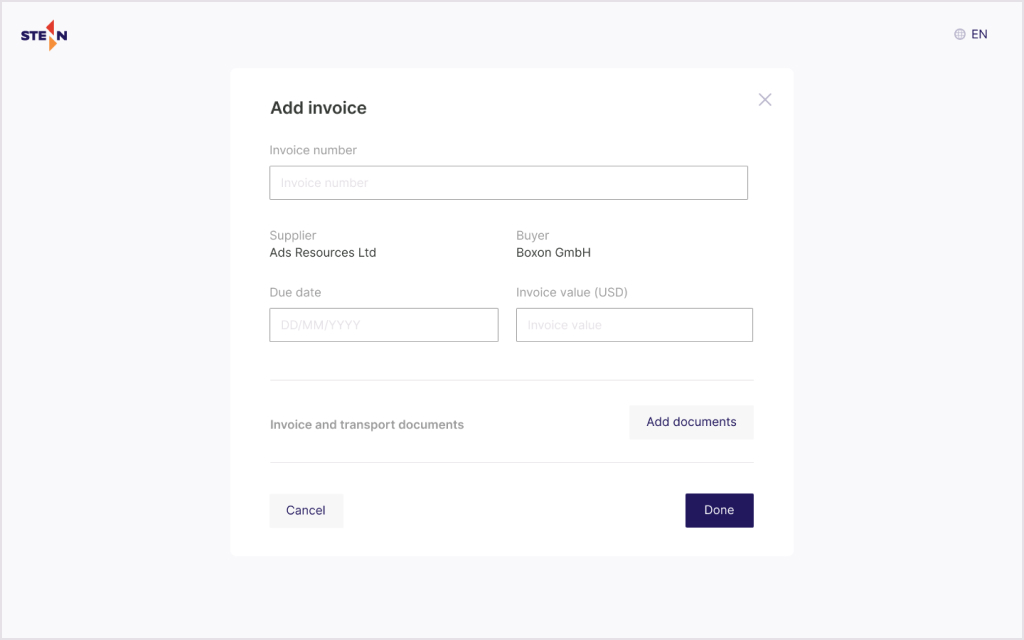 STENN
EN
Add invoice
Invoice number
Invoice number
Supplier
Buyer
Ads Resources Ltd
Boxon GmbH
Due date
Invoice value (USD)
DD/MM/YYYY
Invoice value
Invoice and transport documents
Add documents
Cancel
Done